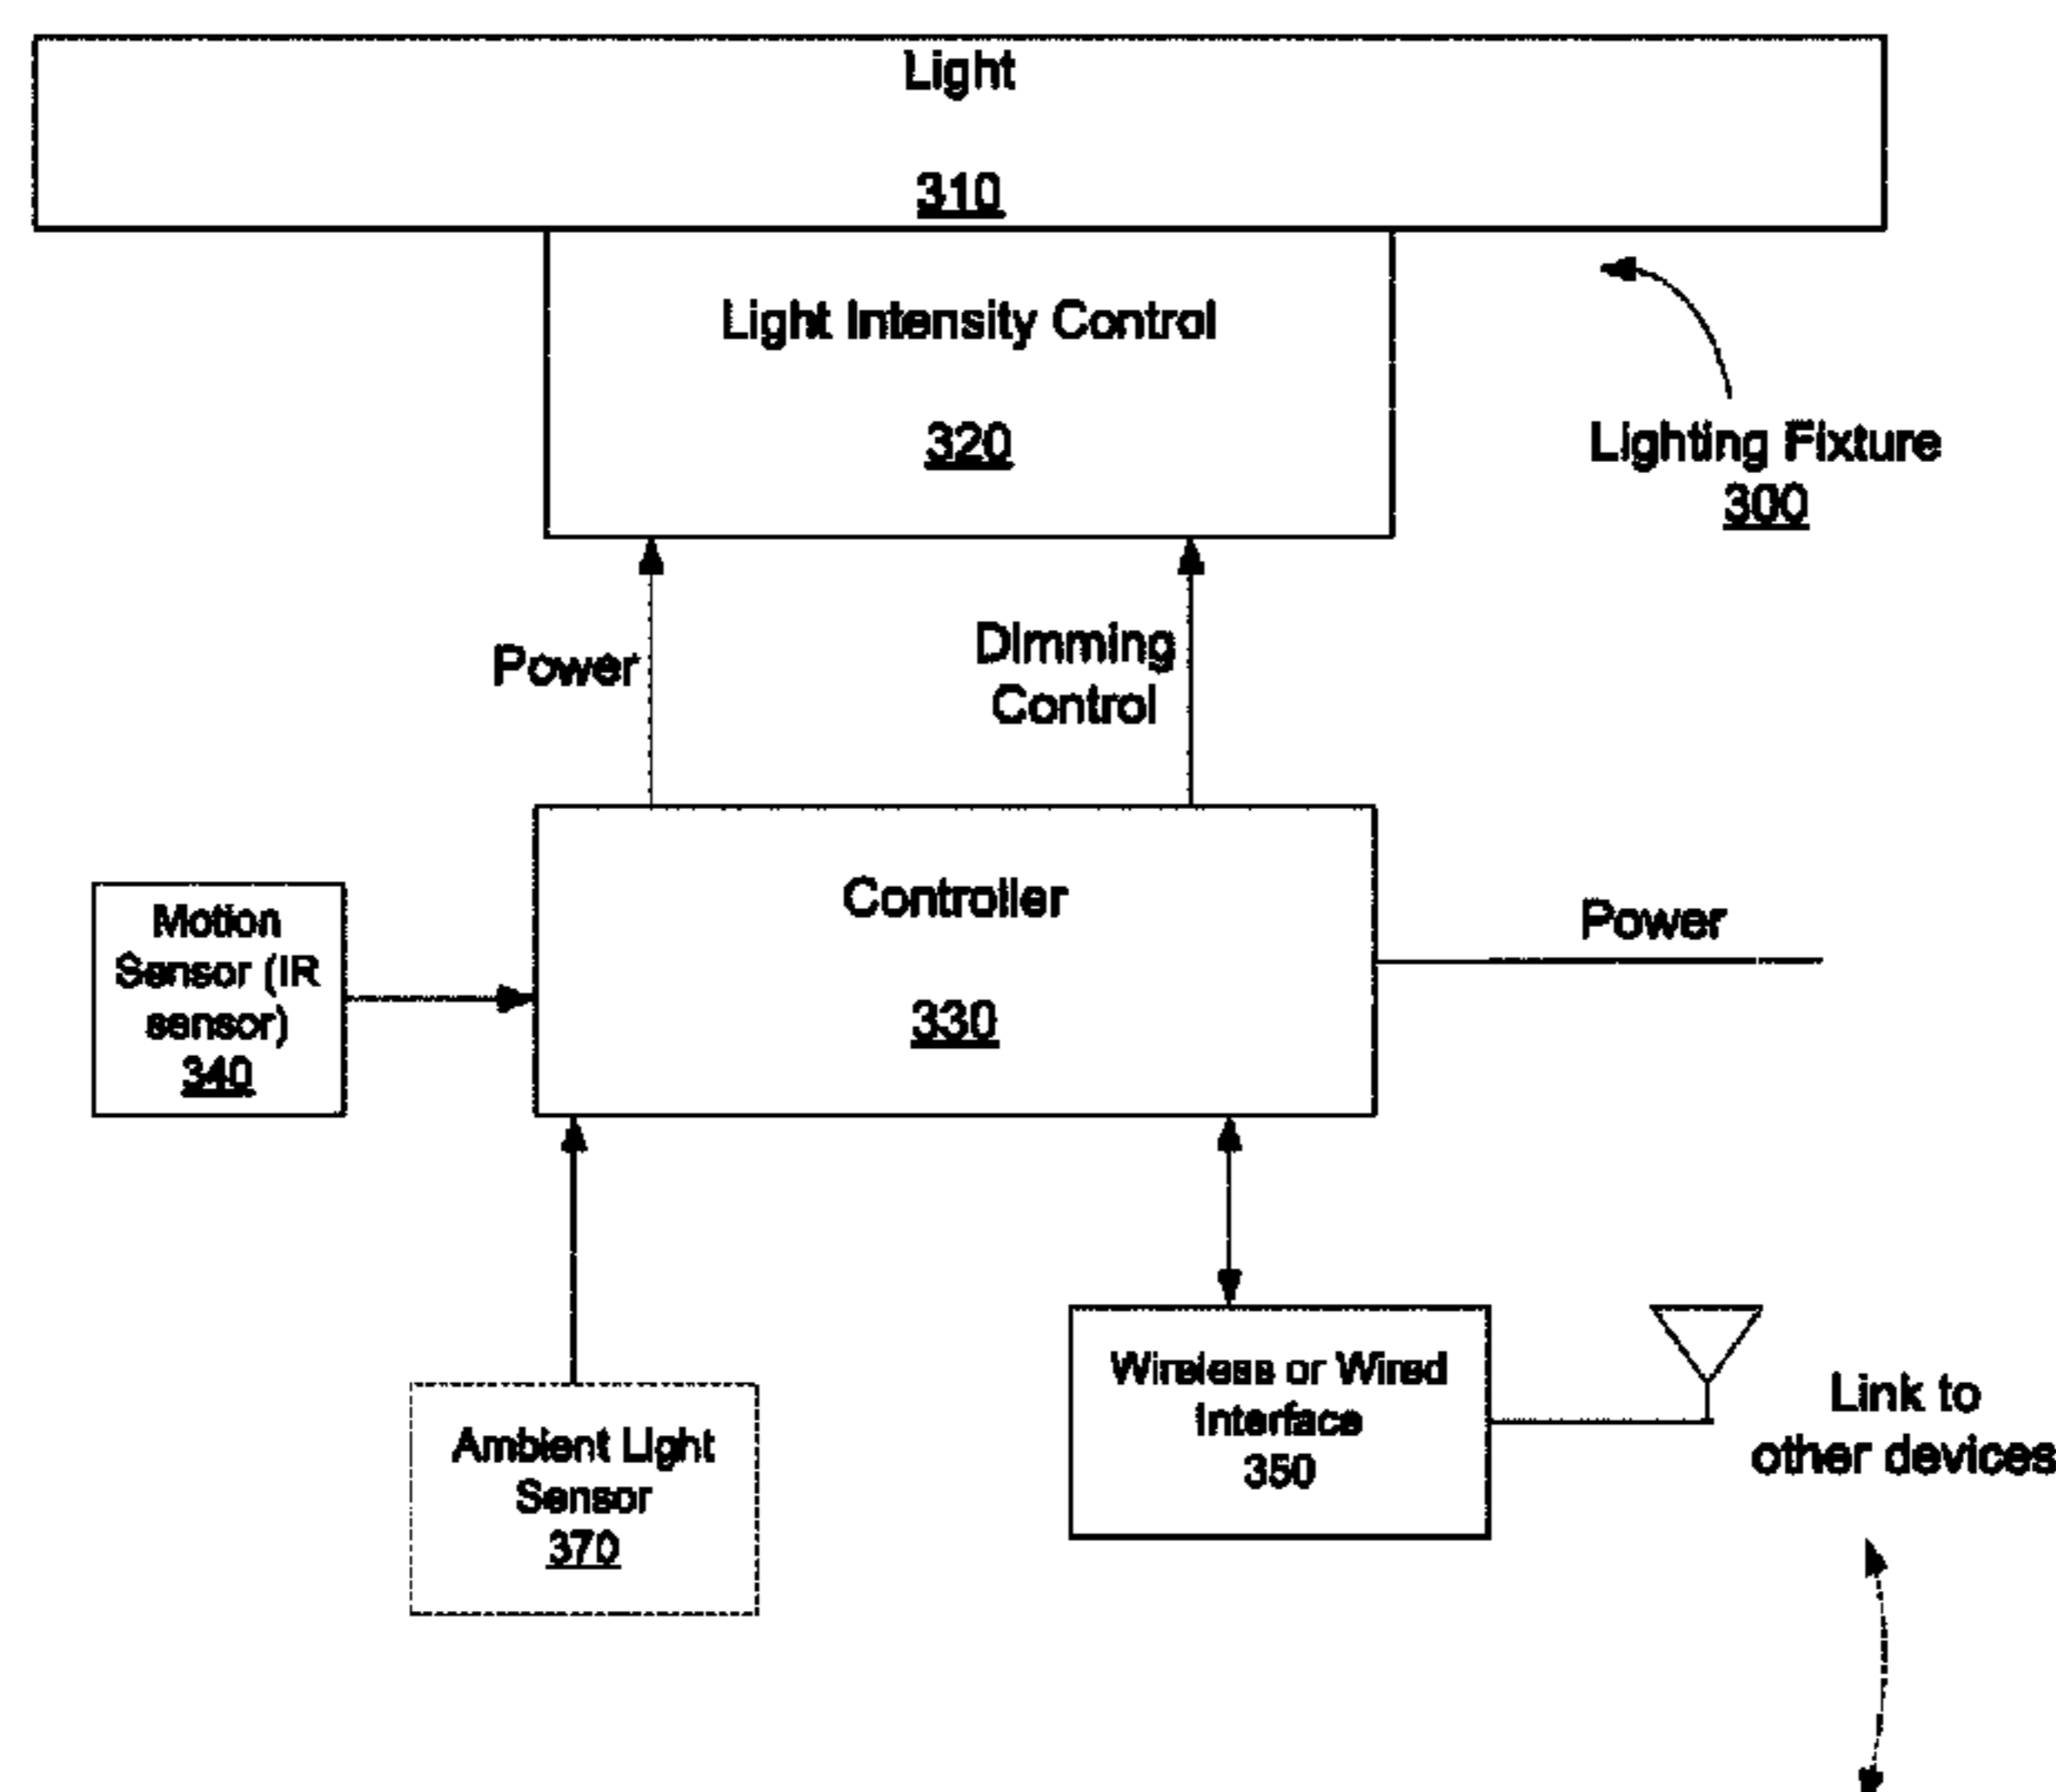 Light
310
Light Intensity Control
320
Lighting Fixture
300
Power
Dimming
Control
Controller
330
Power
Motion
Sensor (IR
sensor)
340
Ambient Light
Sensor
370
Wireless or Wired
Interface
350
Link to
other devices